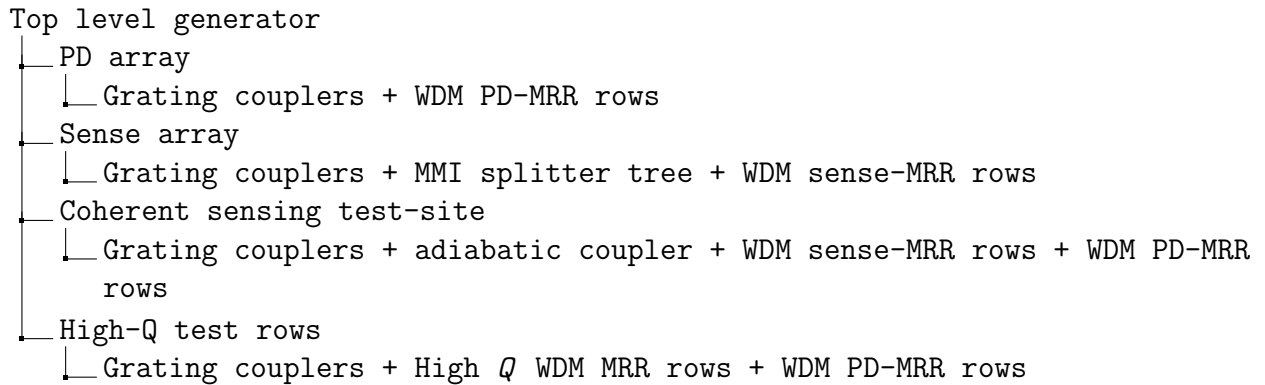 Top level generator
PD array
Grating couplers + WDM PD-MRR rows
Sense array
Grating couplers + MMI splitter tree + WDM sense-MRR rows
Coherent sensing test-site
Grating couplers + adiabatic coupler + WDM sense-MRR rows + WDM PD-MRR
rows
High-Q test rows
Grating couplers + High Q WDM MRR rows + WDM PD-MRR rows